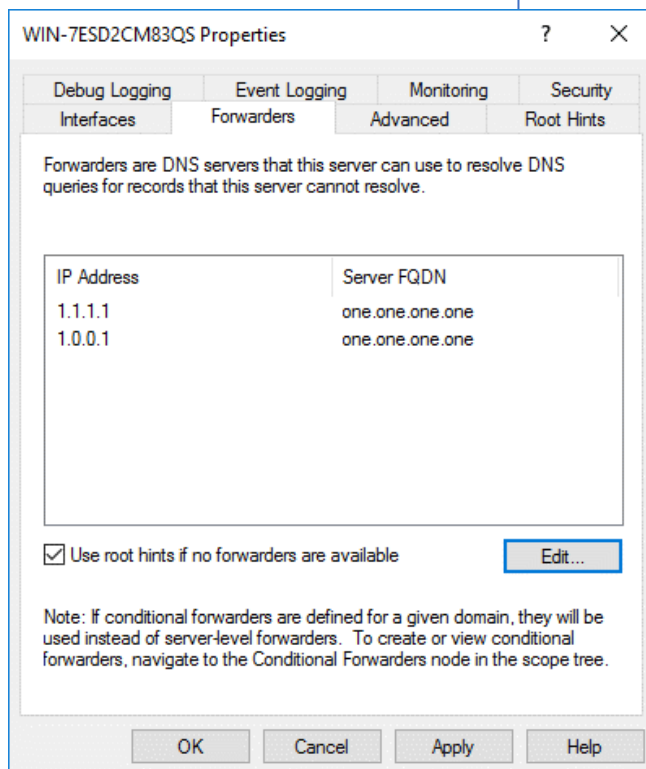 WIN-7ESD2CM83QS Properties ? ×
Debug Logging Event Logging Monitoring Security
Interfaces Forwarders Advanced Root Hints
Forwarders are DNS servers that this server can use to resolve DNS
queries for records that this server cannot resolve.
IP Address Server FQDN
1.1.1.1 one.one.one.one
1.0.0.1 one.one.one.one
Use root hints if no forwarders are available Edit...
Note: If conditional forwarders are defined for a given domain, they will be
used instead of server-level forwarders. To create or view conditional
forwarders, navigate to the Conditional Forwarders node in the scope tree.
OK Cancel Apply Help